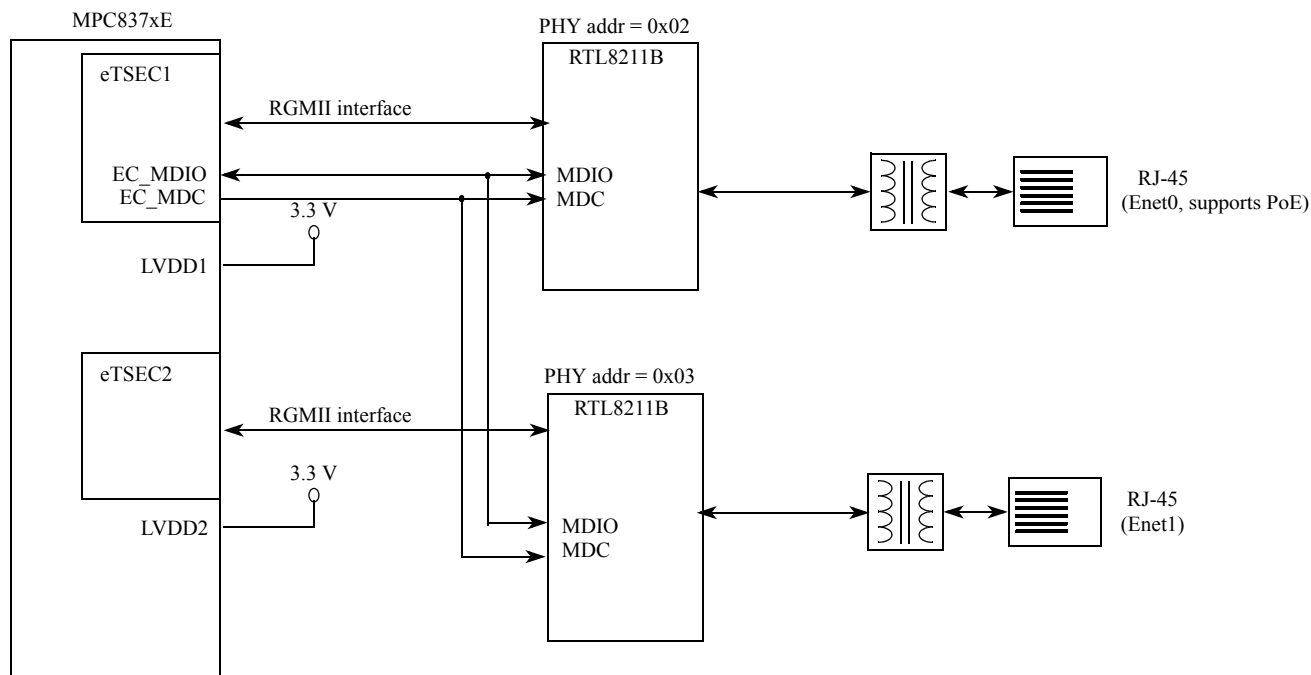 MPC837xE
eTSEC1
RGMII interface
EC_MDIO
EC_MDC
3.3 V
LVDD1
PHY addr = 0x02
RTL8211B
MDIO
MDC
RJ-45
(Enet0, supports PoE)
eTSEC2
RGMII interface
3.3 V
LVDD2
PHY addr = 0x03
RTL8211B
MDIO
MDC
RJ-45
(Enet1)